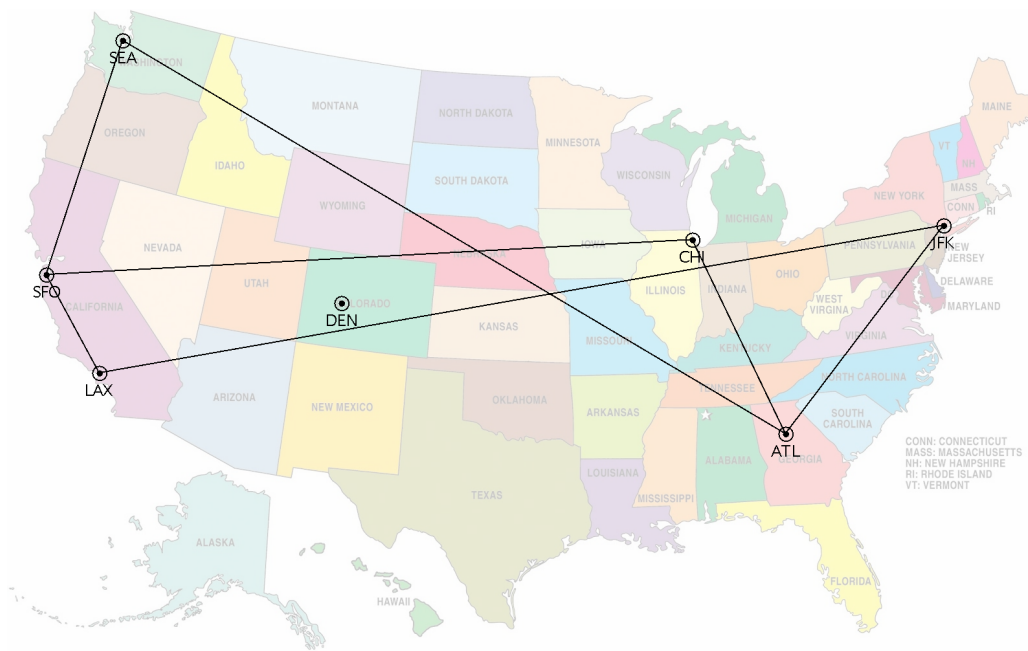 SEA
WASHINGTON
MONTANA
NORTH DAKOTA
MINNESOTA
MAINE
OREGON
IDAHO
VT
NH
WISCONSIN
SOUTH DAKOTA
MASS
NEW YORK
WYOMING
CONN
RI
MICHIGAN
JFK
NEVADA
IOWA
CHI
PENNSYLVANIA
NEW
JERSEY
NEBRASKA
OHIO
UTAH
ILLINOIS
INDIANA
DELAWARE
SFO
CALIFORNIA
COLORADO
DEN
WEST
VIRGINA
MARYLAND
KANSAS
MISSOURI
KENTUCKY
VIRGINIA
LAX
TENNESSEE
NORTH CAROLINA
ARIZONA
NEW MEXICO
OKLAHOMA
ARKANSAS
SOUTH
CAROLINA
ATL
GEORGIA
ALABAMA
LOUISIANA
MISSISSIPPI
TEXAS
CONN: CONNECTICUT
MASS: MASSACHUSETTS
NH: NEW HAMPSHIRE
RI: RHODE ISLAND
VT: VERMONT
ALASKA
HAWAII
FLORIDA